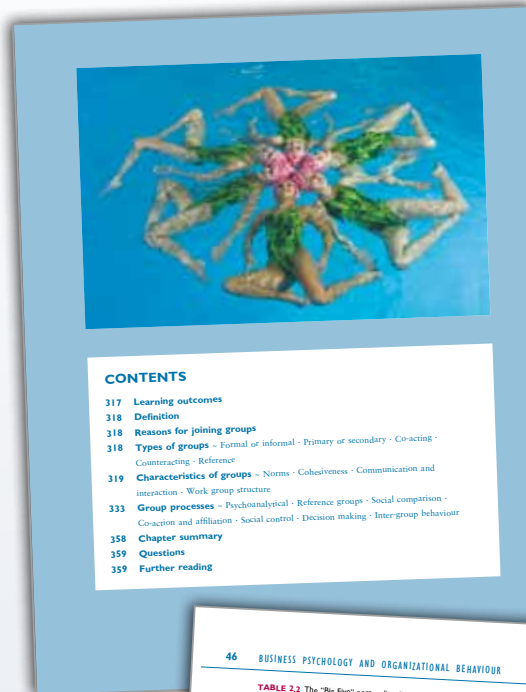 CONTENTS
317 Learning outcomes
318 Definition
318 Reasons for joining groups
318 Types of groups ~ Formal or informal · Primary or secondary · Co-acting ·
Counteracting · Reference
319 Characteristics of groups ~ Norms · Cohesiveness · Communication and
interaction · Work group structure
333 Group processes ~ Psychoanalytical · Reference groups · Social comparison ·
Co-action and affiliation · Social control · Decision making · Inter-group behaviour
358 Chapter summary
359 Questions
359 Further reading
46 BUSINESS PSYCHOLOGY AND ORGANIZATIONAL BEHAVIOUR
TABLE 2.2 The "Big Five"